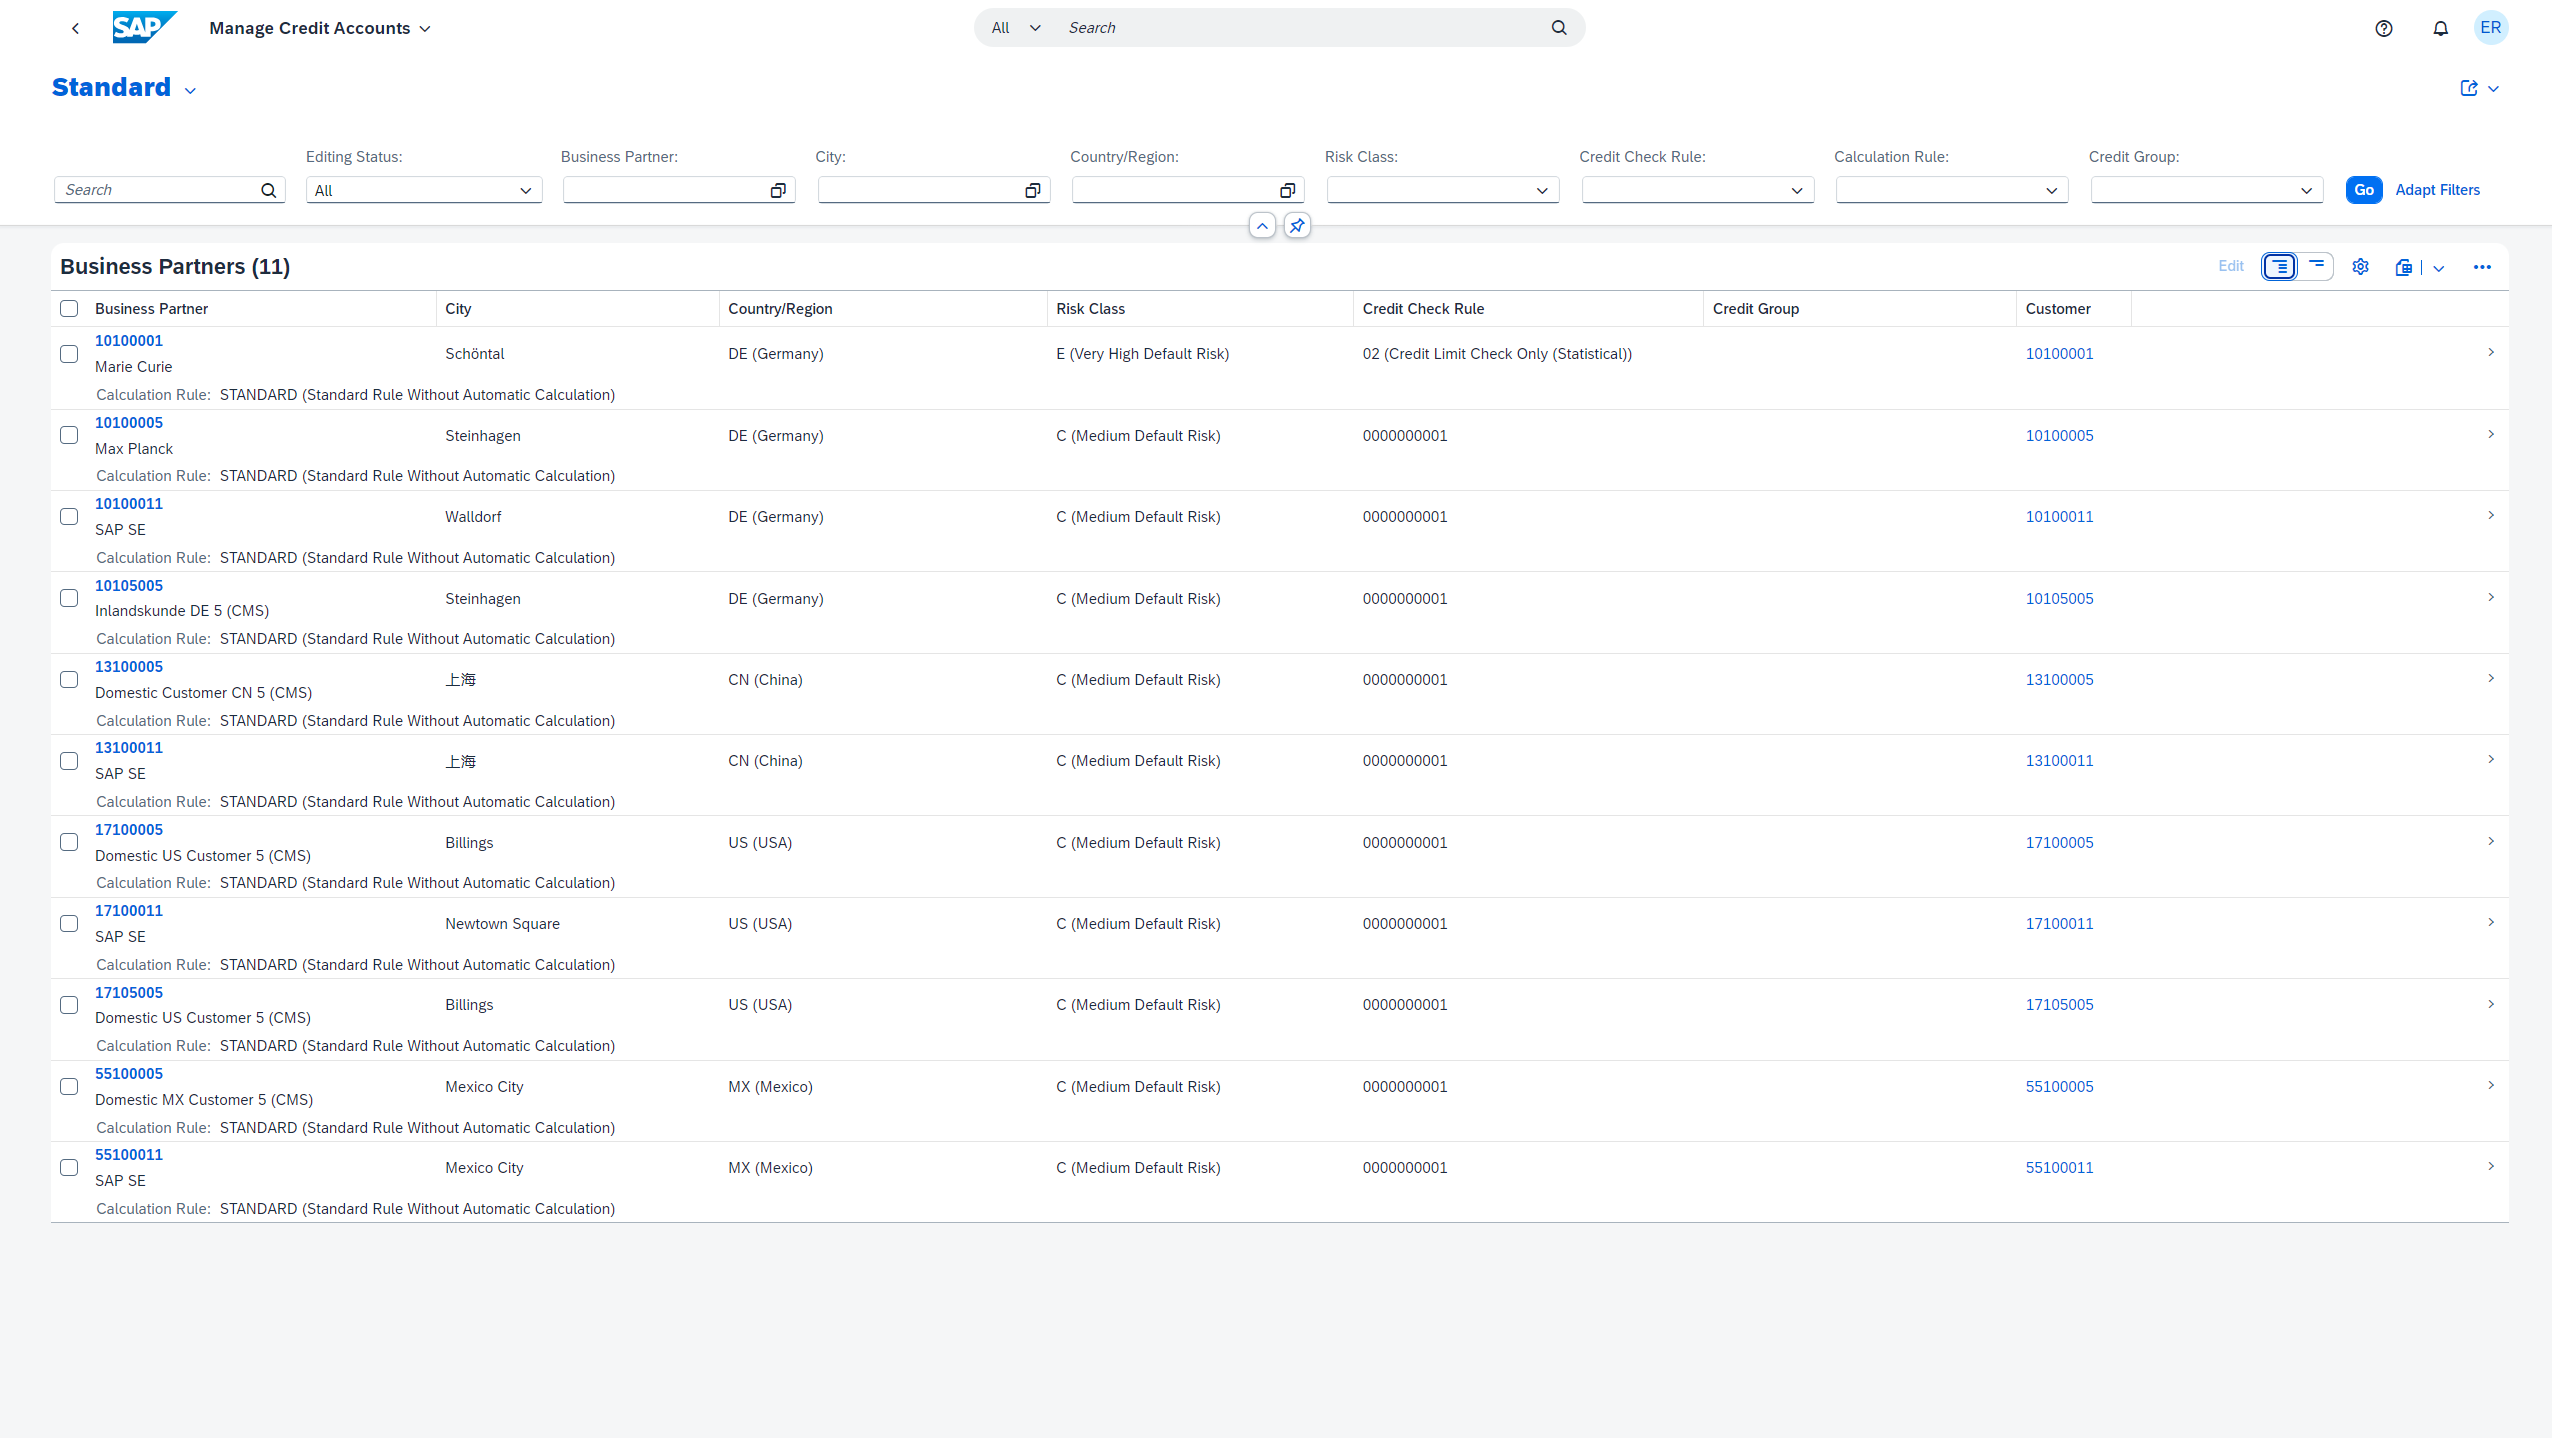 SAP Manage Credit Accounts All Search ER
Standard
Editing Status: Business Partner: City: Country/Region: Risk Class: Credit Check Rule: Calculation Rule: Credit Group:
Search All Go Adapt Filters
Business Partners (11) Edit
Business Partner City Country/Region Risk Class Credit Check Rule Credit Group Customer
10100001
Marie Curie Schöntal DE (Germany) E (Very High Default Risk) 02 (Credit Limit Check Only (Statistical)) 10100001
Calculation Rule: STANDARD (Standard Rule Without Automatic Calculation)
10100005
Max Planck Steinhagen DE (Germany) C (Medium Default Risk) 0000000001 10100005
Calculation Rule: STANDARD (Standard Rule Without Automatic Calculation)
10100011
SAP SE Walldorf DE (Germany) C (Medium Default Risk) 0000000001 10100011
Calculation Rule: STANDARD (Standard Rule Without Automatic Calculation)
10105005
Inlandskunde DE 5 (CMS) Steinhagen DE (Germany) C (Medium Default Risk) 0000000001 10105005
Calculation Rule: STANDARD (Standard Rule Without Automatic Calculation)
13100005
Domestic Customer CN 5 (CMS) 上海 CN (China) C (Medium Default Risk) 0000000001 13100005
Calculation Rule: STANDARD (Standard Rule Without Automatic Calculation)
13100011
SAP SE 上海 CN (China) C (Medium Default Risk) 0000000001 13100011
Calculation Rule: STANDARD (Standard Rule Without Automatic Calculation)
17100005
Domestic US Customer 5 (CMS) Billings US (USA) C (Medium Default Risk) 0000000001 17100005
Calculation Rule: STANDARD (Standard Rule Without Automatic Calculation)
17100011
SAP SE Newtown Square US (USA) C (Medium Default Risk) 0000000001 17100011
Calculation Rule: STANDARD (Standard Rule Without Automatic Calculation)
17105005
Domestic US Customer 5 (CMS) Billings US (USA) C (Medium Default Risk) 0000000001 17105005
Calculation Rule: STANDARD (Standard Rule Without Automatic Calculation)
55100005
Domestic MX Customer 5 (CMS) Mexico City MX (Mexico) C (Medium Default Risk) 0000000001 55100005
Calculation Rule: STANDARD (Standard Rule Without Automatic Calculation)
55100011
SAP SE Mexico City MX (Mexico) C (Medium Default Risk) 0000000001 55100011
Calculation Rule: STANDARD (Standard Rule Without Automatic Calculation)